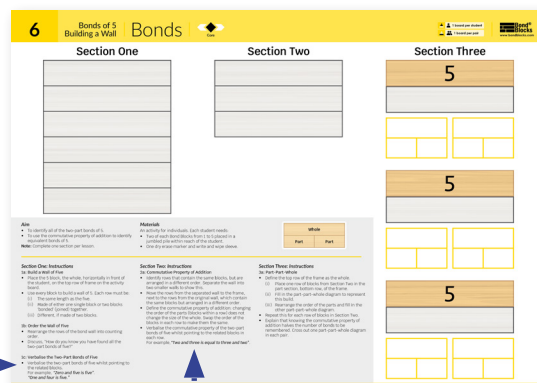 6
Bonds of 5
Building a Wall
Bonds
Core
1 board per student
1 board per pair
Bond Blocks
www.bondblocks.com
Section One
Section Two
Section Three
5
5
5
Aim
• To identify all of the two-part bonds of 5.
• To use the commutative property of addition to identify
equivalent bonds of 5.
Note: Complete one section per lesson.
Materials
An activity for individuals. Each student needs:
• Two of each Bond Blocks from 1 to 5 placed in a
jumbled pile within reach of the student.
• One dry erase marker and write and wipe sleeve.
Whole
Part Part
Section One: Instructions
1a: Build a Wall of Five
• Place the 5 block, the whole, horizontally in front of
the student, on the top row of the frame on the activity
board.
• Use every block to build a wall of 5. Each row must be:
(i) The same length as the five.
(ii) Made of either one single block or two blocks
'bonded' (joined) together.
(iii) Different, if made of two blocks.
1b: Order the Wall of Five
• Rearrange the rows of the bond wall into counting
order.
• Discuss, "How do you know you have found all the
two-part bonds of five?"
1c: Verbalise the Two-Part Bonds of Five
• Verbalise the two-part bonds of five whilst pointing to
the related blocks.
For example, "Zero and five is five".
"One and four is five."
Section Two: Instructions
2a: Commutative Property of Addition
• Identify rows that contain the same blocks, but are
arranged in a different order. Separate the wall into
two smaller walls to show this.
• Move the rows from the separated wall to the frame,
next to the rows from the original wall, which contain
the same blocks but arranged in a different order.
• Define the commutative property of addition: changing
the order of the parts (blocks within a row) does not
change the size of the whole. Swap the order of the
blocks in each row to make them the same.
• Verbalise the commutative property of the two-part
bonds of five whilst pointing to the related blocks in
each row.
For example, "Two and three is equal to three and two".
Section Three: Instructions
3a: Part-Part-Whole
• Define the top row of the frame as the whole.
(i) Place one row of blocks from Section Two in the
part section, bottom row, of the frame.
(ii) Fill in the part-part-whole diagram to represent
this build.
(iii) Rearrange the order of the parts and fill in the
other part-part-whole diagram.
• Repeat this for each row of blocks in Section Two.
• Explain that knowing the commutative property of
addition halves the number of bonds to be
remembered. Cross out one part-part-whole diagram
in each pair.